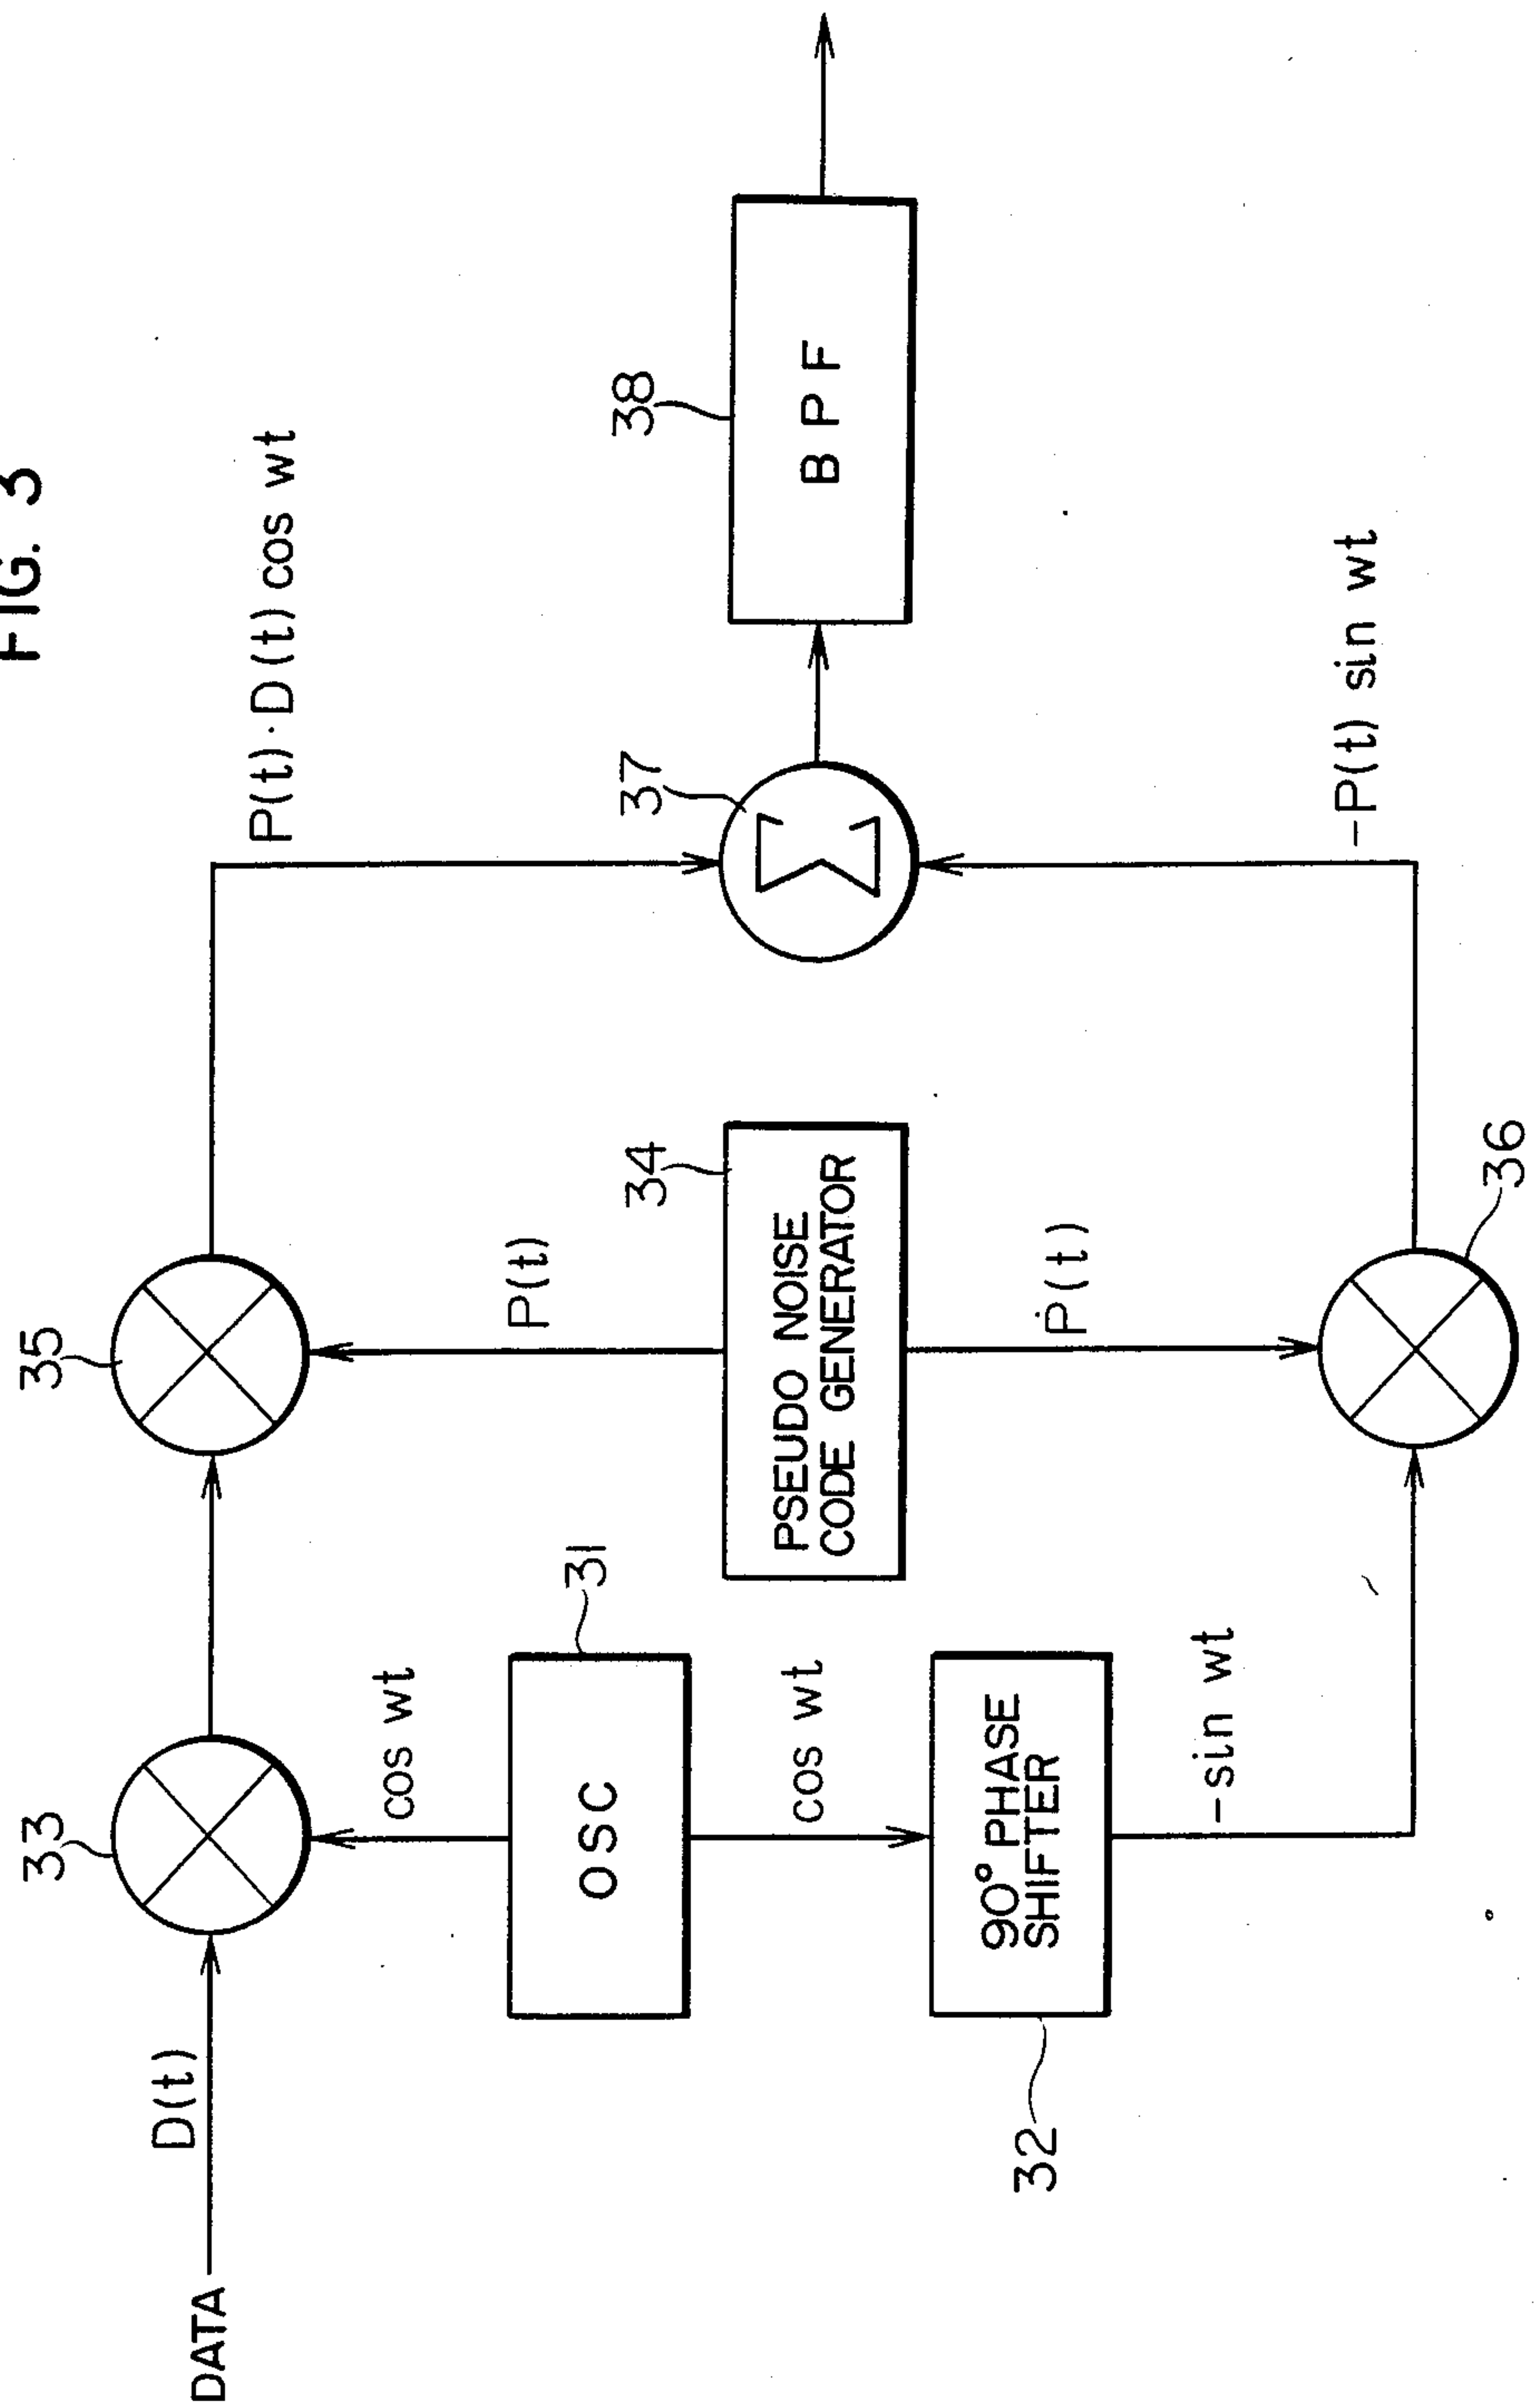 FIG. 3
DATA
D(t)
33
35
P(t)·D(t) cos wt
cos wt
P(t)
OSC
31
PSEUDO NOISE
CODE GENERATOR
34
37
Σ
BPF
38
cos wt
P(t)
90° PHASE
SHIFTER
32
-sin wt
36
-P(t) sin wt